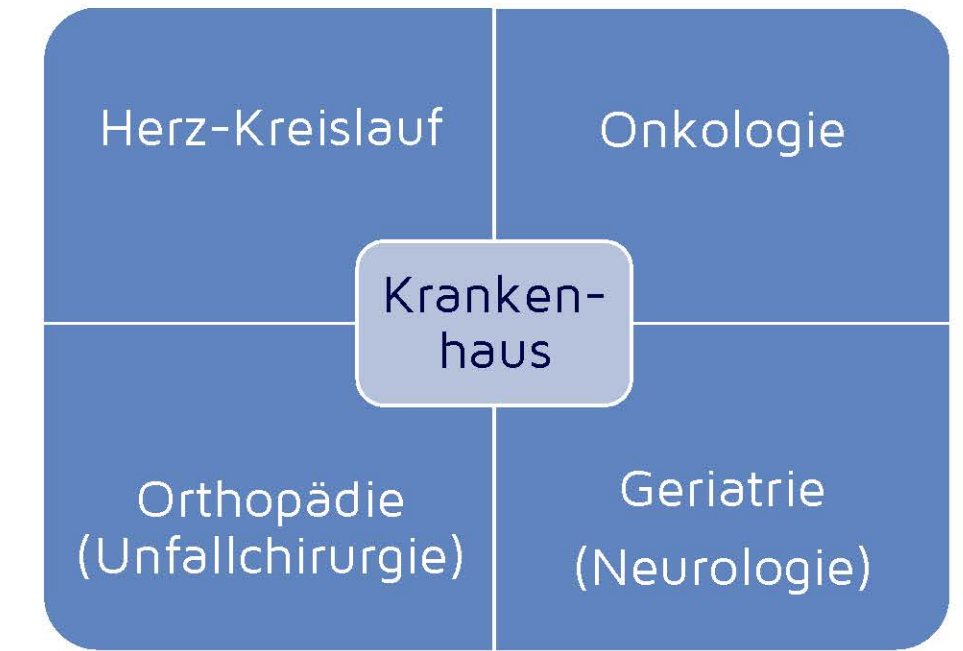 Herz-Kreislauf
Onkologie
Kranken-
haus
Orthopädie
(Unfallchirurgie)
Geriatrie
(Neurologie)